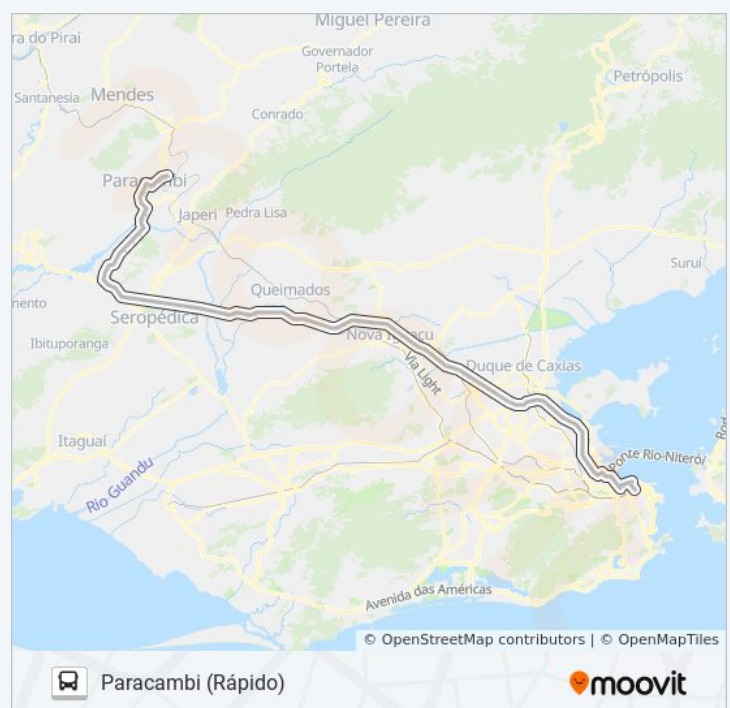 Miguel Pereira
ra do Piraí
Governador
Portela
Petrópolis
Santanesia
Mendes
Conrado
Paracambi
Japeri
Pedra Lisa
Suruí
Queimados
mento
Seropédica
Nova Iguaçu
Ibituporanga
Duque de Caxias
Via Light
Itaguaí
Ponte Rio-Niterói
Rod
Rio Guandu
Avenida das Américas
© OpenStreetMap contributors | © OpenMapTiles
Paracambi (Rápido)
moovit